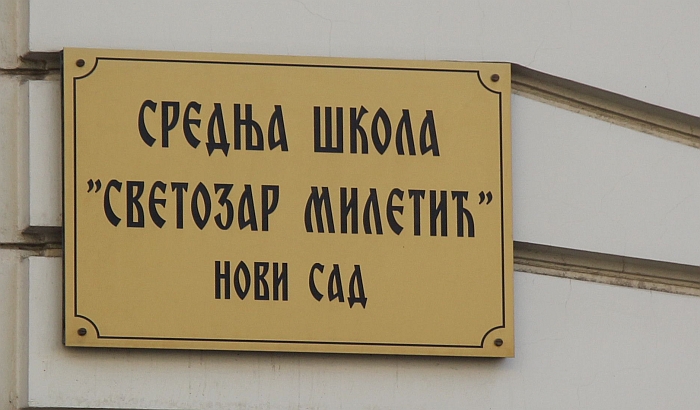 СРЕДЊА ШКОЛА
"СВЕТОЗАР МИЛЕТИЋ"
НОВИ САД